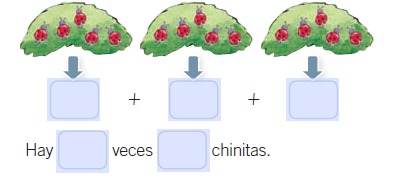 + +
Hay veces chinitas.